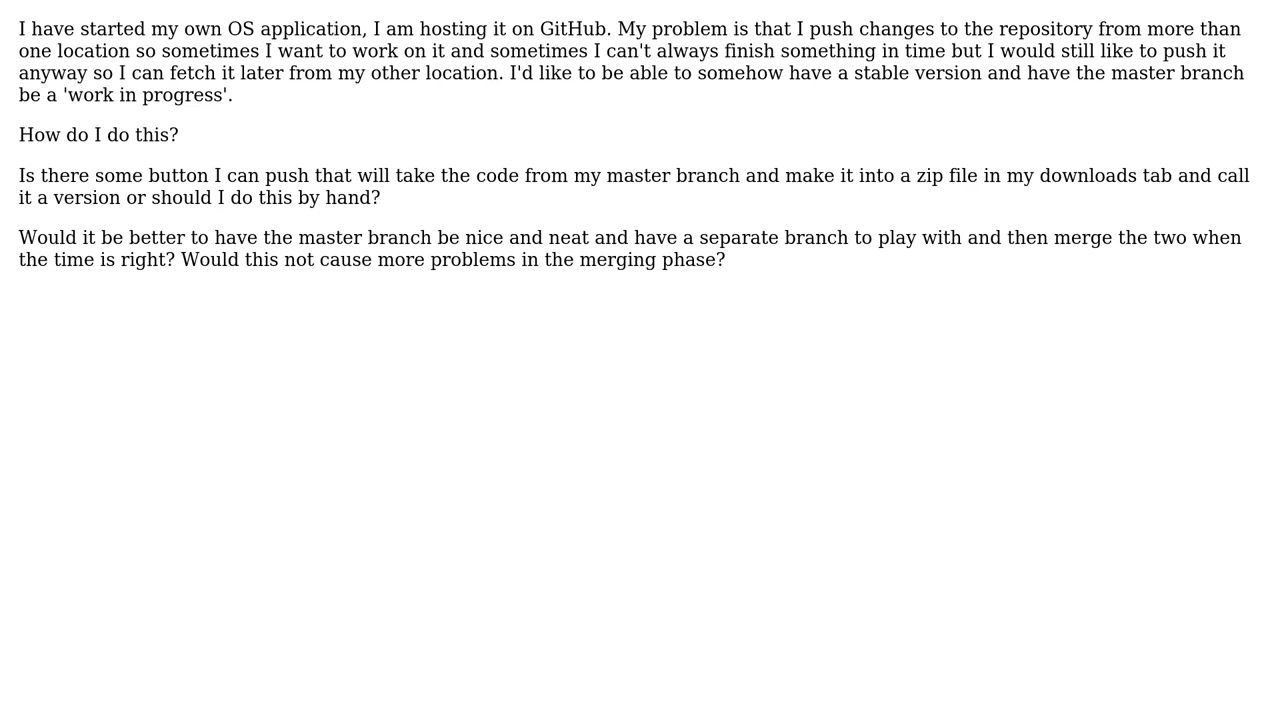 I have started my own OS application, I am hosting it on GitHub. My problem is that I push changes to the repository from more than
one location so sometimes I want to work on it and sometimes I can't always finish something in time but I would still like to push it
anyway so I can fetch it later from my other location. I'd like to be able to somehow have a stable version and have the master branch
be a 'work in progress'.
How do I do this?
Is there some button I can push that will take the code from my master branch and make it into a zip file in my downloads tab and call
it a version or should I do this by hand?
Would it be better to have the master branch be nice and neat and have a separate branch to play with and then merge the two when
the time is right? Would this not cause more problems in the merging phase?